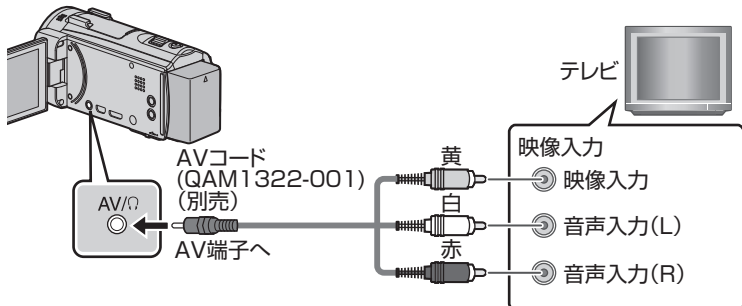 テレビ
AVコード
(QAM1322-001)
(別売)
AV/Ω
AV端子へ
黄
白
赤
映像入力
映像入力
音声入力(L)
音声入力(R)